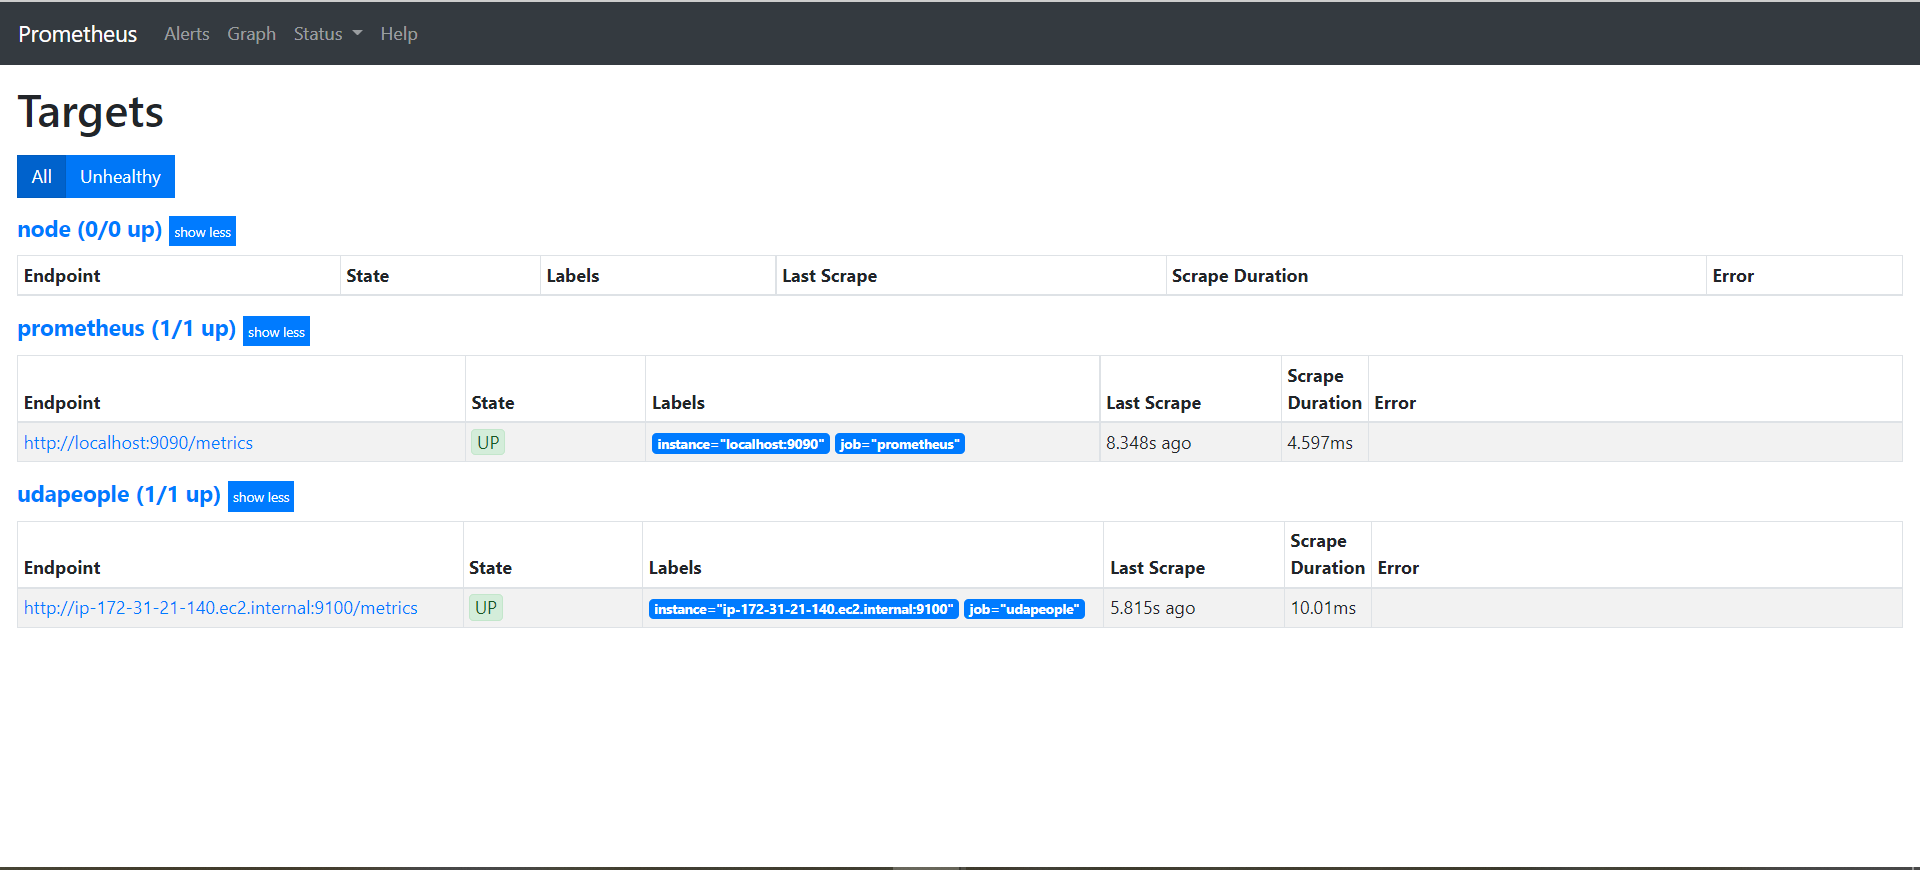 Prometheus Alerts Graph Status Help
Targets
All Unhealthy
node (0/0 up) show less
Endpoint State Labels Last Scrape Scrape Duration Error
prometheus (1/1 up) show less
Endpoint State Labels Last Scrape Scrape Duration Error
http://localhost:9090/metrics UP instance="localhost:9090" job="prometheus" 8.348s ago 4.597ms
udapeople (1/1 up) show less
Endpoint State Labels Last Scrape Scrape Duration Error
http://ip-172-31-21-140.ec2.internal:9100/metrics UP instance="ip-172-31-21-140.ec2.internal:9100" job="udapeople" 5.815s ago 10.01ms